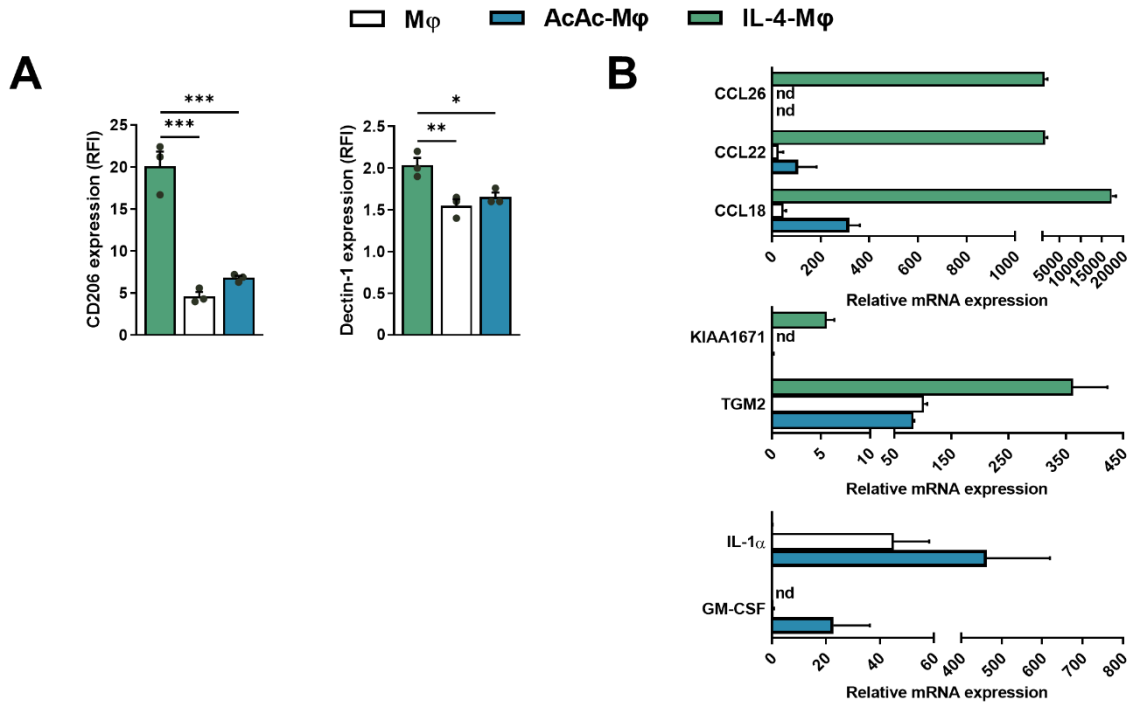 Mφ AcAc-Mφ IL-4-Mφ
A
B
CD206 expression (RFI)
25
20
15
10
5
0
***
***
Dectin-1 expression (RFI)
2.5
2.0
1.5
1.0
0.5
0.0
*
**
CCL26
nd
nd
CCL22
CCL18
0 200 400 600 800 1000 5000 10000 15000 20000
Relative mRNA expression
KIAA1671
nd
TGM2
0 5 10 50 150 250 350 450
Relative mRNA expression
IL-1α
nd
GM-CSF
0 20 40 60 400 500 600 700 800
Relative mRNA expression